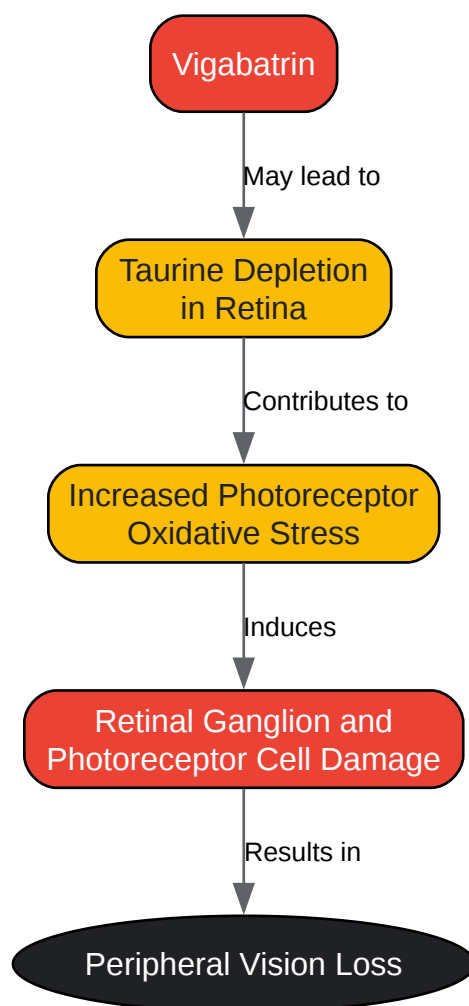 Vigabatrin
May lead to
Taurine Depletion
in Retina
Contributes to
Increased Photoreceptor
Oxidative Stress
Induces
Retinal Ganglion and
Photoreceptor Cell Damage
Results in
Peripheral Vision Loss